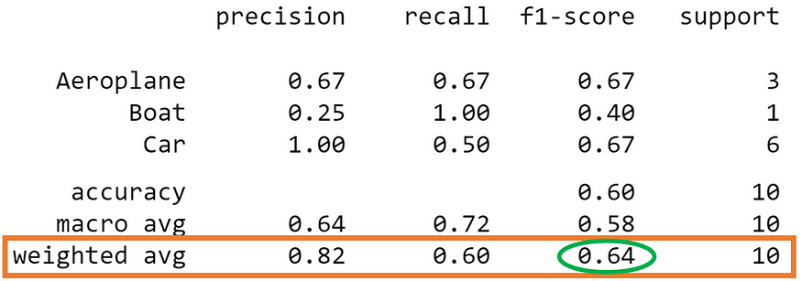 precision recall f1-score support
Aeroplane 0.67 0.67 0.67 3
Boat 0.25 1.00 0.40 1
Car 1.00 0.50 0.67 6
accuracy 0.60 10
macro avg 0.64 0.72 0.58 10
weighted avg 0.82 0.60 0.64 10